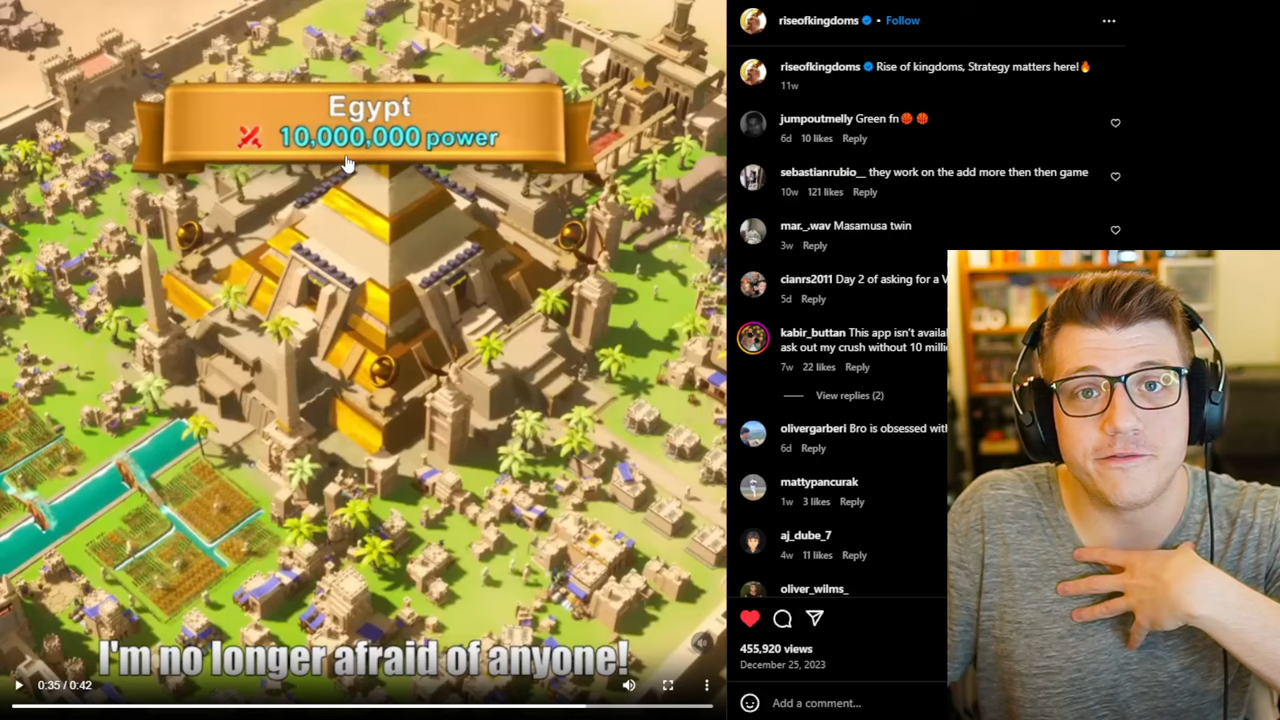 Egypt
10,000,000 power
I'm no longer afraid of anyone!
0:35 / 0:42
riseofkingdoms • Follow
riseofkingdoms Rise of kingdoms, Strategy matters here!🔥
11w
jumpoutmelly Green fn🏀🏀
6d 10 likes Reply
sebastianrubio__ they work on the add more then then game
10w 121 likes Reply
mar._.wav Masamusa twin
3w Reply
cianrs2011 Day 2 of asking for a
5d Reply
kabir_buttan This app isn't
ask out my crush without 10
7w 22 likes Reply
View replies (2)
olivergarberi Bro is obsessed
6d Reply
mattypancurak
1w 3 likes Reply
aj_dube_7
4w 11 likes Reply
oliver_wilms_
455,920 views
December 25, 2023
Add a comment...